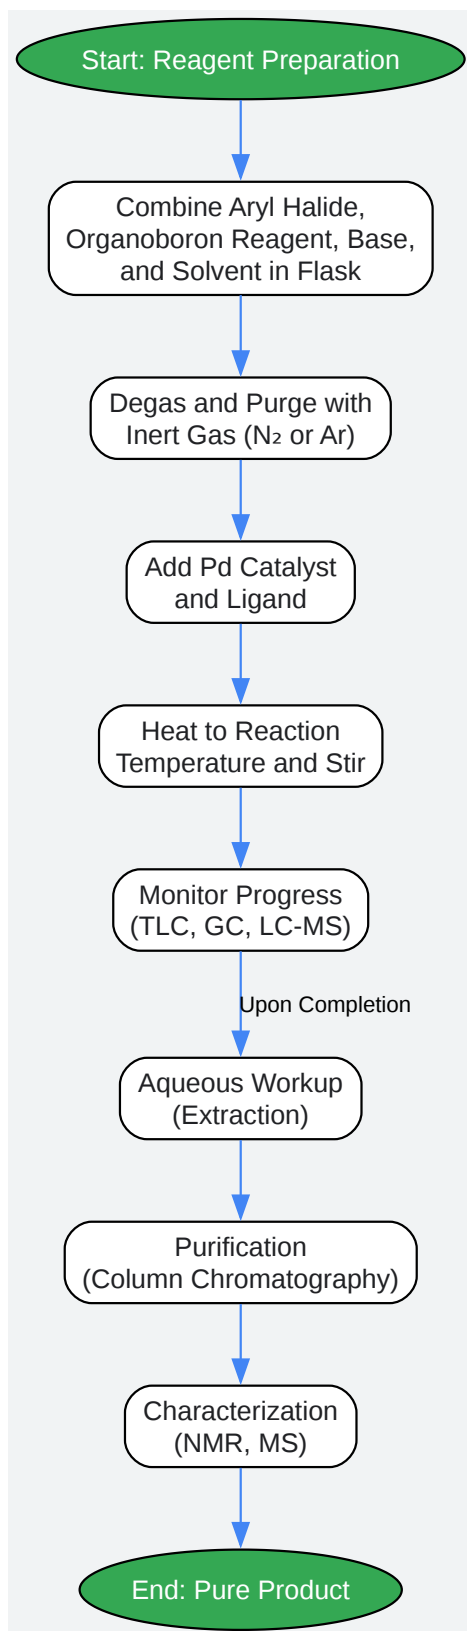 Start: Reagent Preparation
Combine Aryl Halide,
Organoboron Reagent, Base,
and Solvent in Flask
Degas and Purge with
Inert Gas (N₂ or Ar)
Add Pd Catalyst
and Ligand
Heat to Reaction
Temperature and Stir
Monitor Progress
(TLC, GC, LC-MS)
Upon Completion
Aqueous Workup
(Extraction)
Purification
(Column Chromatography)
Characterization
(NMR, MS)
End: Pure Product